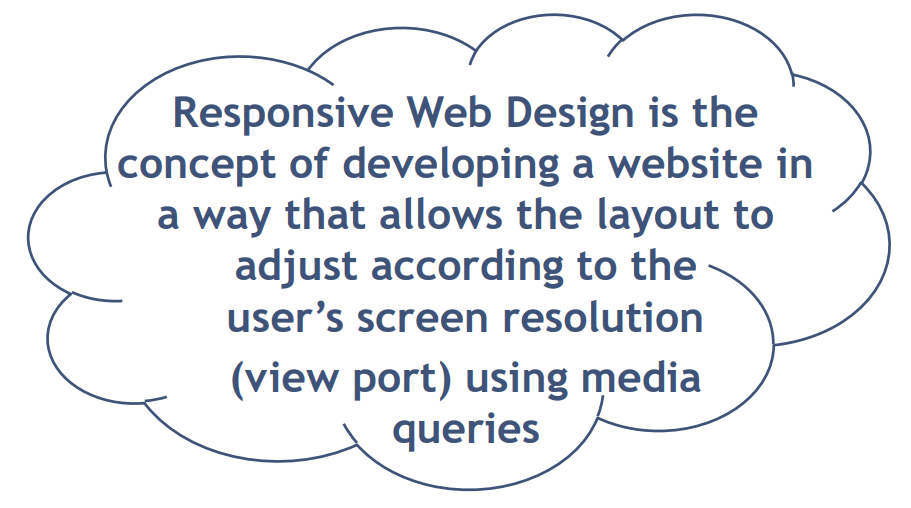 Responsive Web Design is the
concept of developing a website in
a way that allows the layout to
adjust according to the
user’s screen resolution
(view port) using media
queries